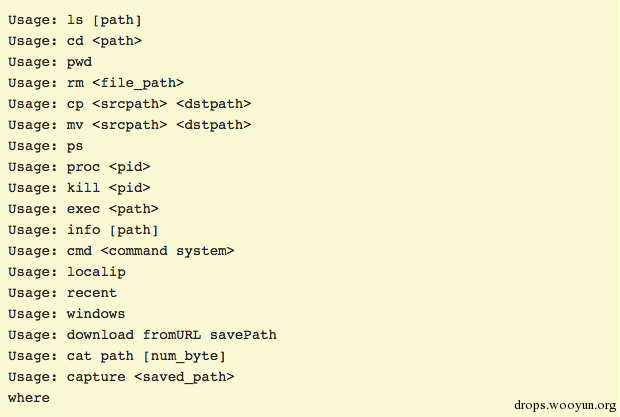 Usage: ls [path]
Usage: cd <path>
Usage: pwd
Usage: rm <file_path>
Usage: cp <srcpath> <dstpath>
Usage: mv <srcpath> <dstpath>
Usage: ps
Usage: proc <pid>
Usage: kill <pid>
Usage: exec <path>
Usage: info [path]
Usage: cmd <command system>
Usage: localip
Usage: recent
Usage: windows
Usage: download fromURL savePath
Usage: cat path [num_byte]
Usage: capture <saved_path>
where
drops.wooyun.org